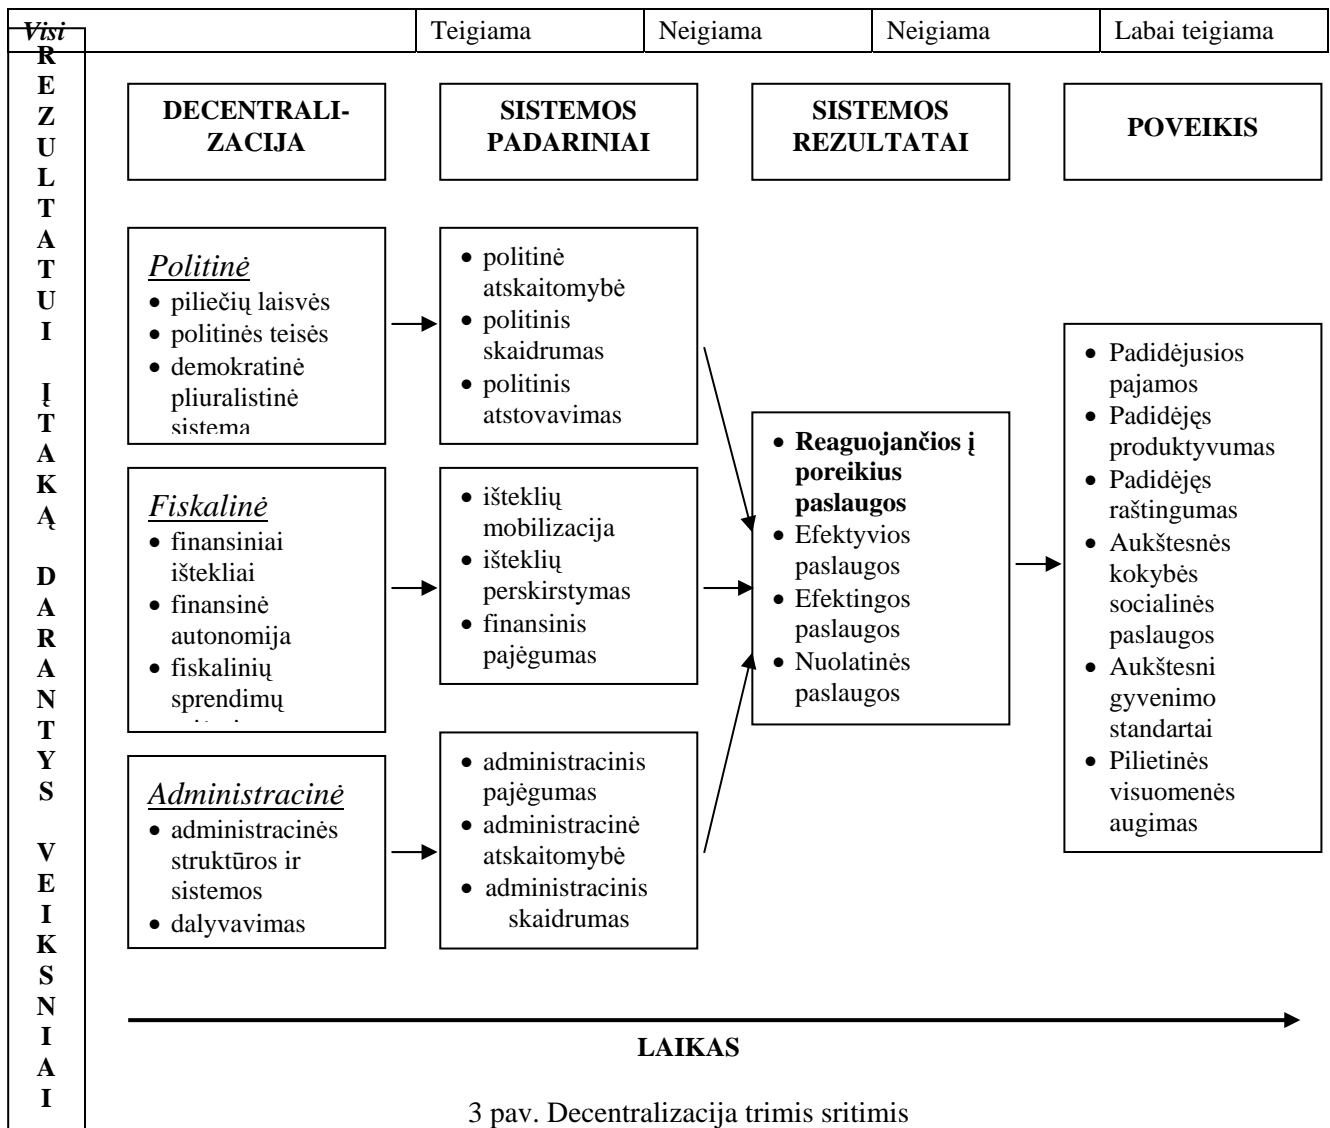 Visi
Teigiama
Neigiama
Neigiama
Labai teigiama
R
E
Z
U
L
T
A
T
U
I
Į
T
A
K
Ą
D
A
R
A
N
T
Y
S
V
E
I
K
S
N
I
A
I
DECENTRALI-
ZACIJA
SISTEMOS
PADARINIAI
SISTEMOS
REZULTATAI
POVEIKIS
Politinė
• piliečių laisvės
• politinės teisės
• demokratinė
pliuralistinė
sistema
• politinė
atskaitomybė
• politinis
skaidrumas
• politinis
atstovavimas
Fiskalinė
• finansiniai
ištekliai
• finansinė
autonomija
• fiskalinių
sprendimų
• išteklių
mobilizacija
• išteklių
perskirstymas
• finansinis
pajėgumas
Administracinė
• administracinės
struktūros ir
sistemos
• dalyvavimas
• administracinis
pajėgumas
• administracinė
atskaitomybė
• administracinis
skaidrumas
• Reaguojančios į
poreikius
paslaugos
• Efektyvios
paslaugos
• Efektingos
paslaugos
• Nuolatinės
paslaugos
• Padidėjusios
pajamos
• Padidėjęs
produktyvumas
• Padidėjęs
raštingumas
• Aukštesnės
kokybės
socialinės
paslaugos
• Aukštesni
gyvenimo
standartai
• Pilietinės
visuomenės
augimas
LAIKAS
3 pav. Decentralizacija trimis sritimis